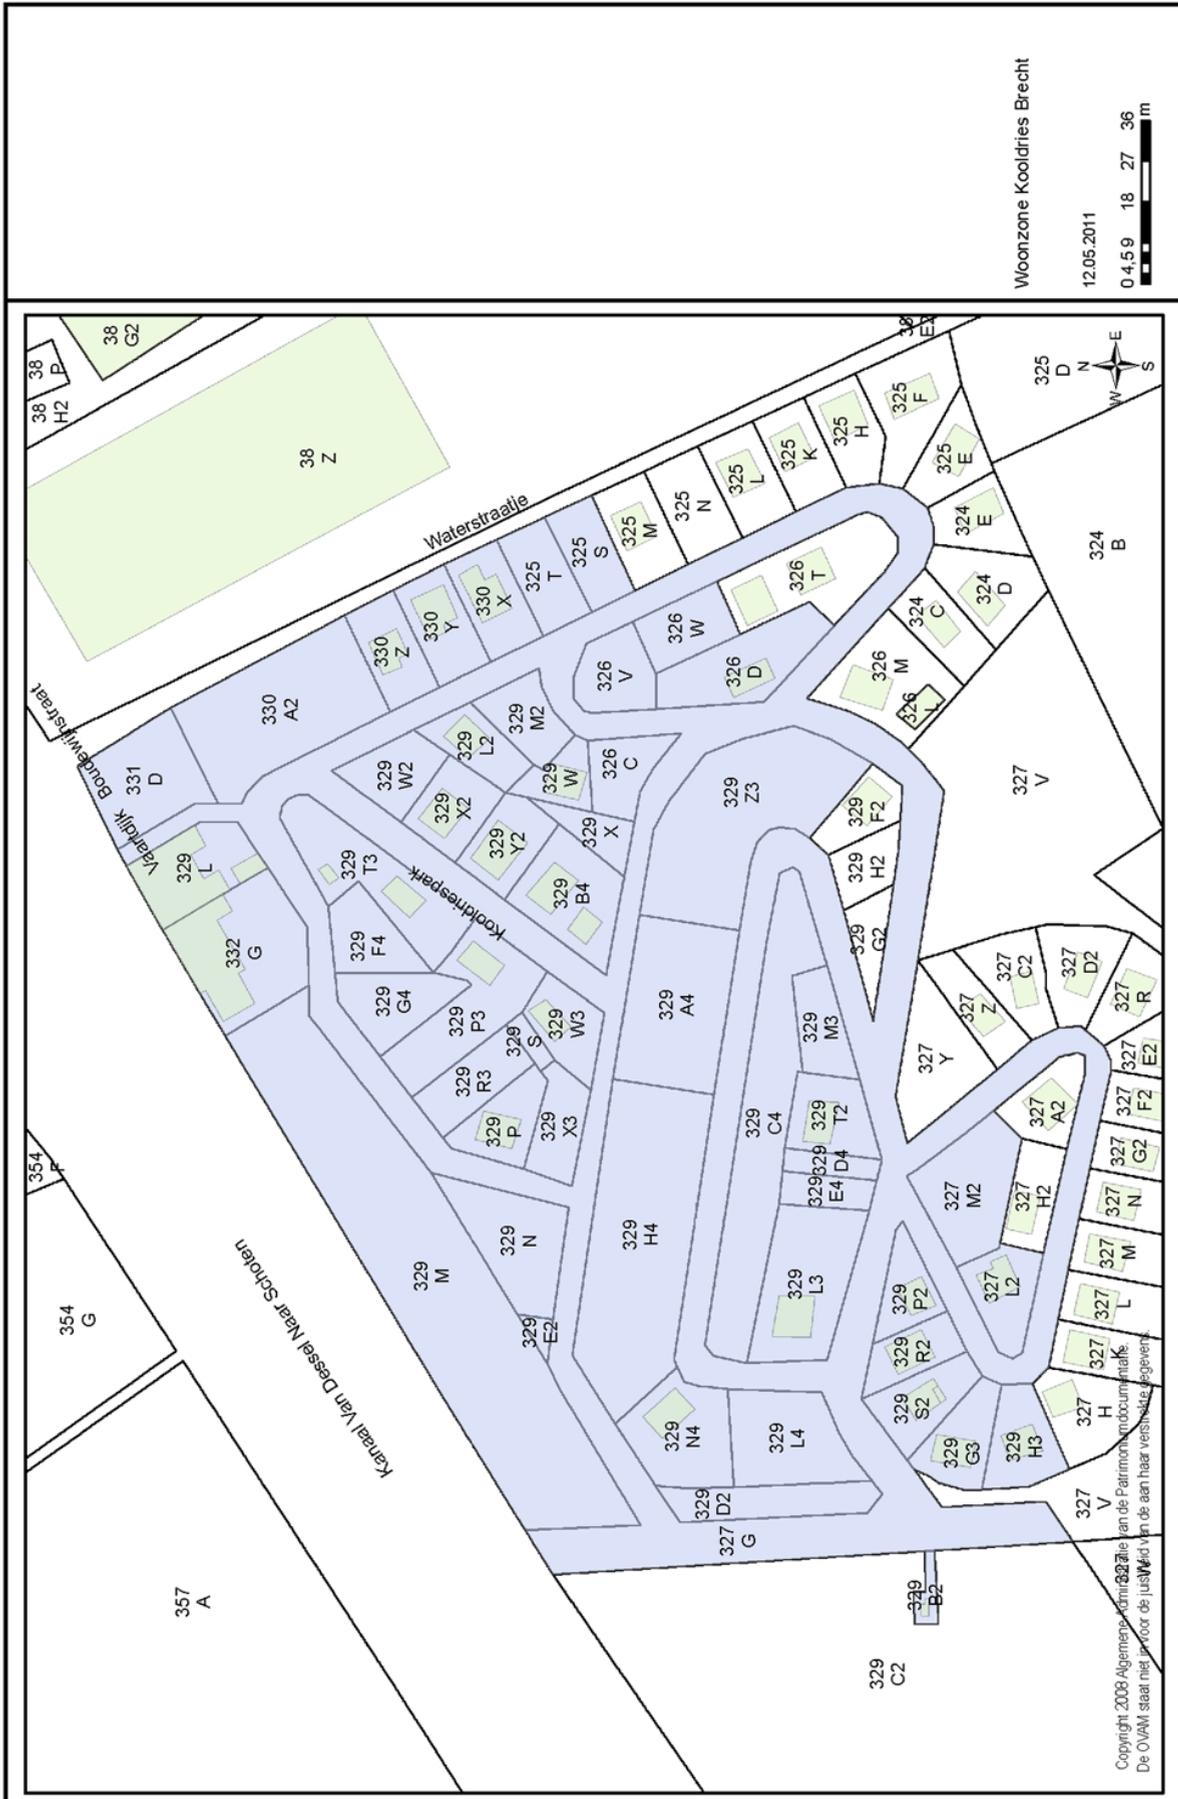 Boudewijnstraat
Vaartdijk
Waterstraatje
Kooldriespark
Kanaal Van Dessel Naar Schoten
357
A
354
G
354
F
38
H2
38
P
38
G2
38
Z
38
E2
331
D
330
A2
330
Z
330
Y
330
X
325
T
325
S
325
M
325
N
325
L
325
K
325
H
325
F
325
E
325
D
324
E
324
D
324
C
324
B
326
T
326
W
326
V
326
D
326
M
326
L
326
C
329
L
332
G
329
T3
329
F4
329
G4
329
P3
329
R3
329
S
329
W3
329
P
329
X3
329
W2
329
X2
329
Y2
329
B4
329
L2
329
M2
329
W
329
X
329
Z3
329
A4
329
H4
329
M
329
N
329
E2
329
N4
329
L4
329
D2
327
G
329
C4
329
M3
329
T2
329
D4
329
E4
329
L3
329
P2
329
R2
329
S2
329
G3
329
H3
329
F2
329
H2
329
G2
327
V
327
Y
327
Z
327
C2
327
D2
327
R
327
E2
327
F2
327
G2
327
N
327
M
327
L
327
K
327
H
327
V
327
W
327
A2
327
M2
327
H2
327
L2
329
B2
329
C2
N
W
E
S
Copyright 2008 Algemene Administratie van de Patrimoniumdocumentatie.
De OVAM staat niet in voor de juistheid van de aan haar verstrekte gegevens.
Woonzone Kooldries Brecht
12.05.2011
0 4,5 9 18 27 36
m